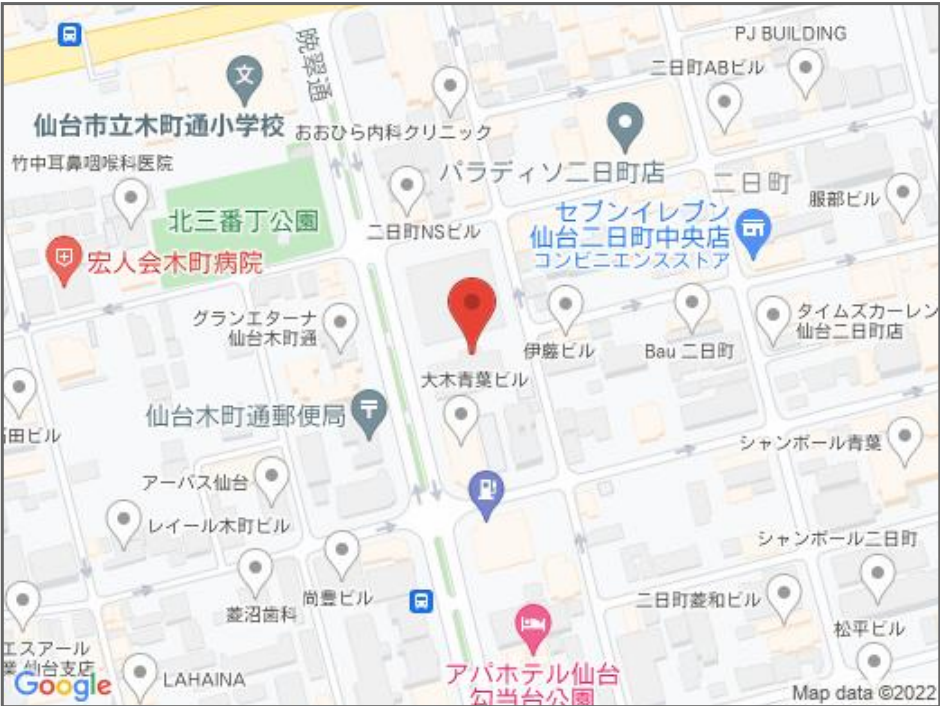 PJ BUILDING
二日町ABビル
晩翠通
文
仙台市立木町通小学校
おおひら内科クリニック
竹中耳鼻咽喉科医院
パラディソ二日町店
二日町
服部ビル
北三番丁公園
二日町NSビル
セブンイレブン
仙台二日町中央店
コンビニエンスストア
宏人会木町病院
グランエターナ
仙台木町通
伊藤ビル
Bau 二日町
タイムズカーレン
仙台二日町店
大木青葉ビル
仙台木町通郵便局
〒
田ビル
シャンボール青葉
アーバス仙台
レイール木町ビル
シャンボール二日町
菱沼歯科
尚豊ビル
二日町菱和ビル
松平ビル
エスアール
業 仙台支店
LAHAINA
アパホテル仙台
勾当台公園
Google
Map data ©2022